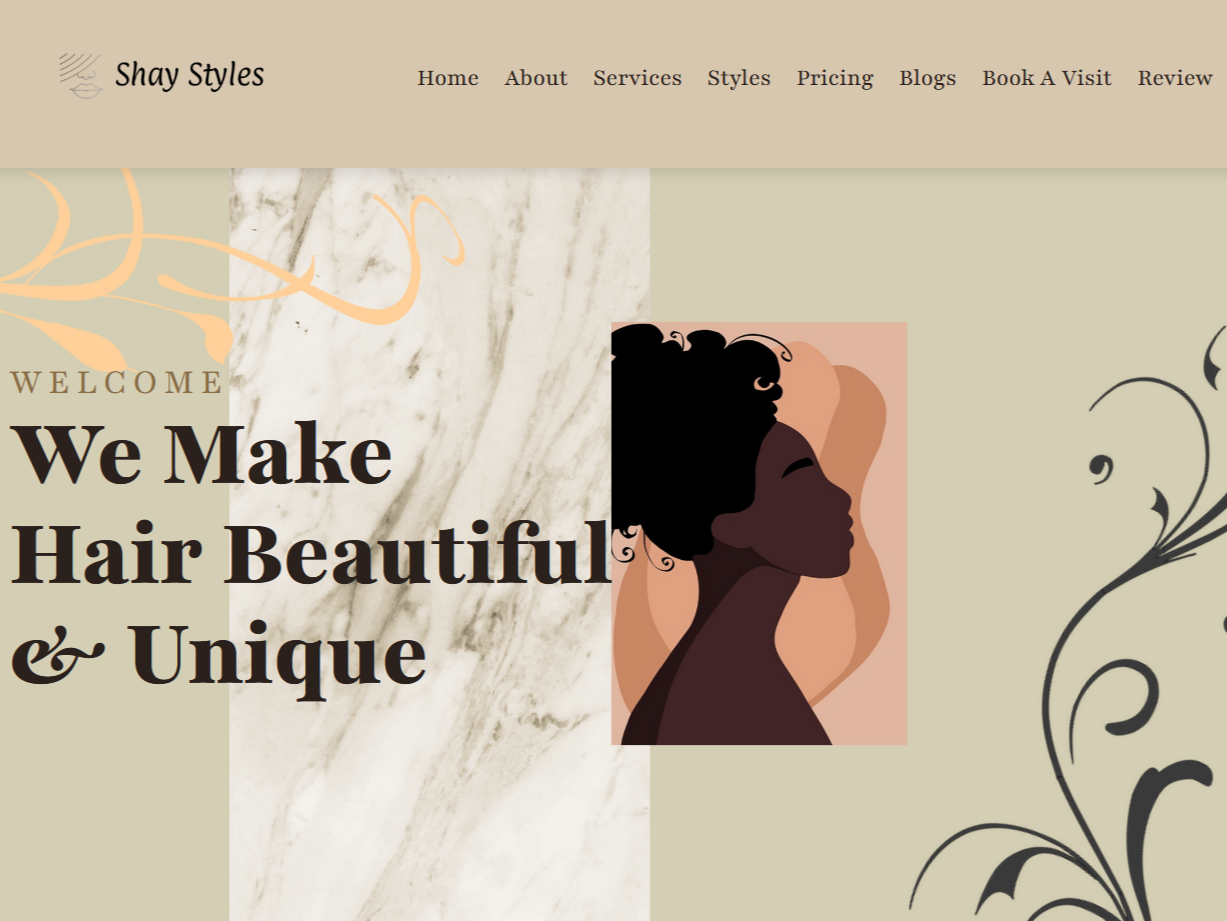 Shay Styles
Home About Services Styles Pricing Blogs Book A Visit Review
WELCOME
We Make
Hair Beautiful
& Unique